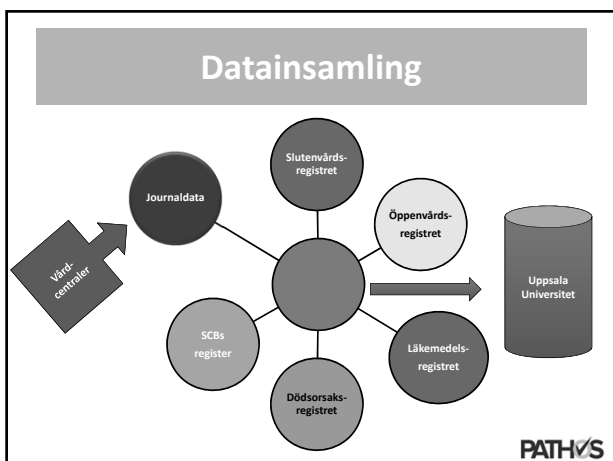 Datainsamling
Slutenvårds-
registret
Journaldata
Öppenvårds-
registret
Vård-
centraler
Uppsala
Universitet
SCBs
register
Läkemedels-
registret
Dödsorsaks-
registret
PATHOS